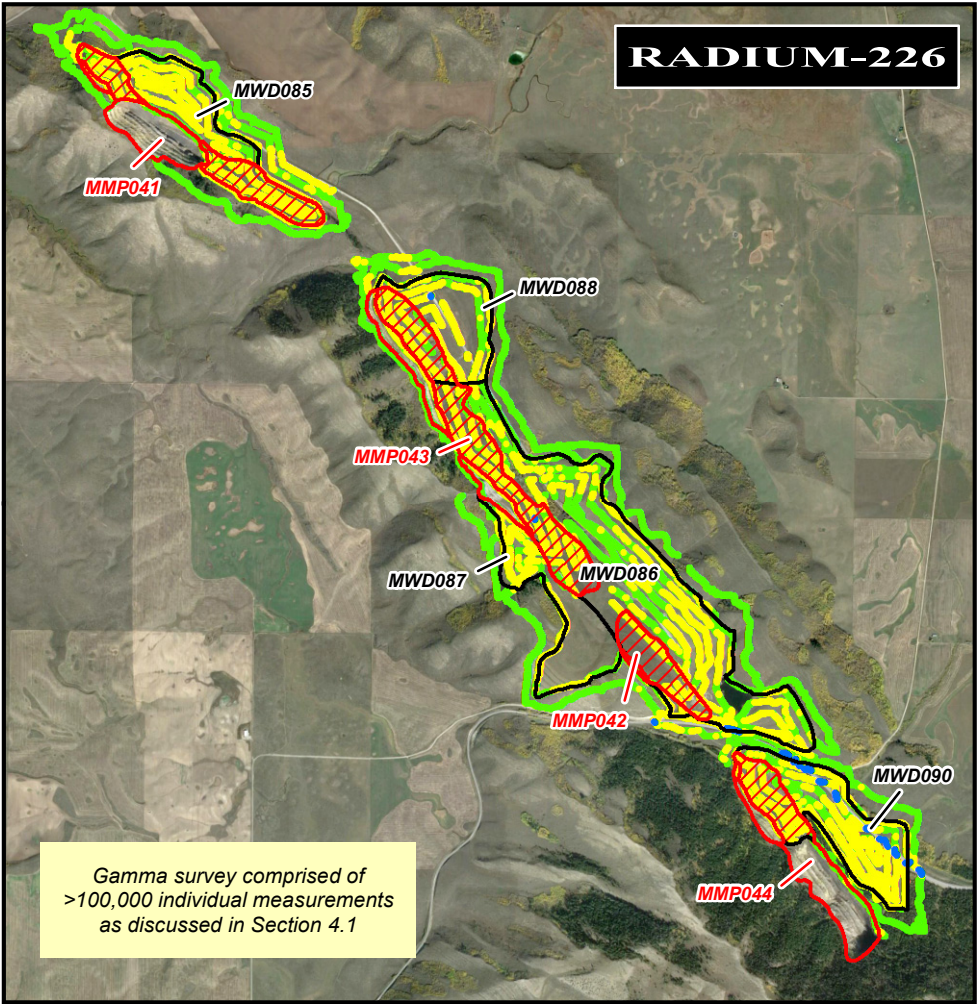 RADIUM-226
MWD085
MMP041
MWD088
MMP043
MWD087
MWD086
MMP042
MWD090
MMP044
Gamma survey comprised of
>100,000 individual measurements
as discussed in Section 4.1